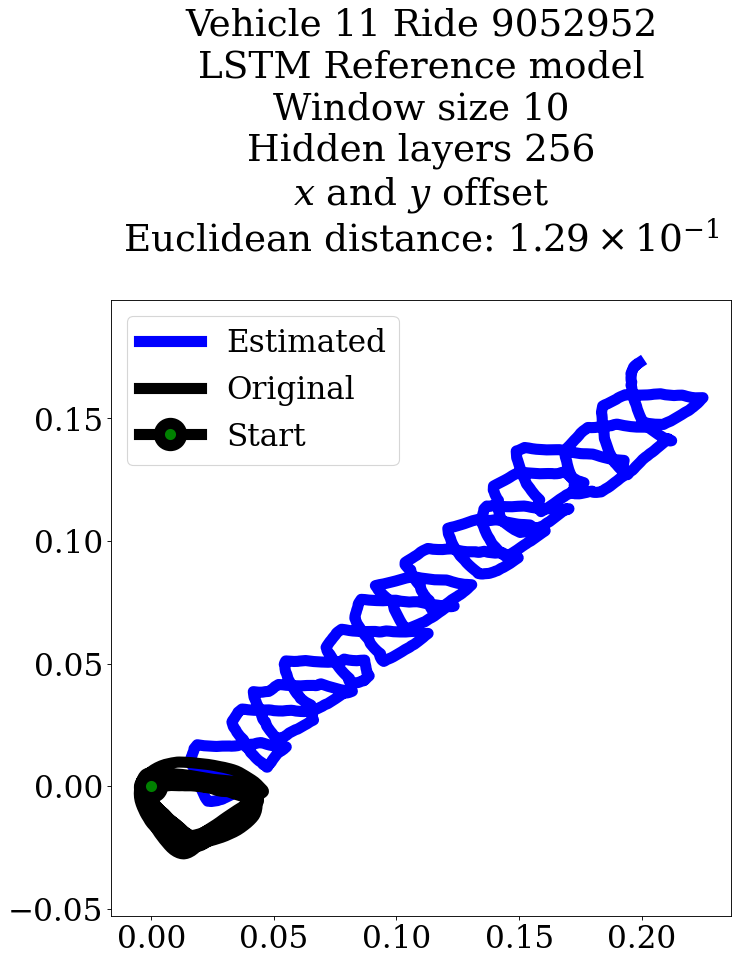 Vehicle 11 Ride 9052952
LSTM Reference model
Window size 10
Hidden layers 256
x and y offset
Euclidean distance: 1.29 × 10⁻¹
Estimated
Original
Start
0.15
0.10
0.05
0.00
−0.05
0.00 0.05 0.10 0.15 0.20